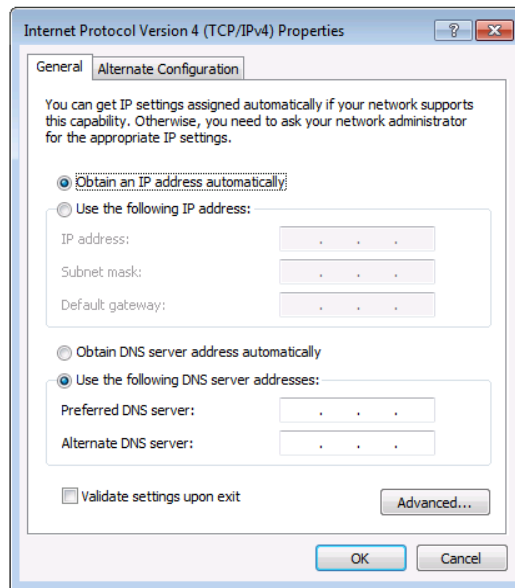 Internet Protocol Version 4 (TCP/IPv4) Properties
General
Alternate Configuration
You can get IP settings assigned automatically if your network supports
this capability. Otherwise, you need to ask your network administrator
for the appropriate IP settings.
Obtain an IP address automatically
Use the following IP address:
IP address:
. . .
Subnet mask:
. . .
Default gateway:
. . .
Obtain DNS server address automatically
Use the following DNS server addresses:
Preferred DNS server:
. . .
Alternate DNS server:
. . .
Validate settings upon exit
Advanced...
OK
Cancel